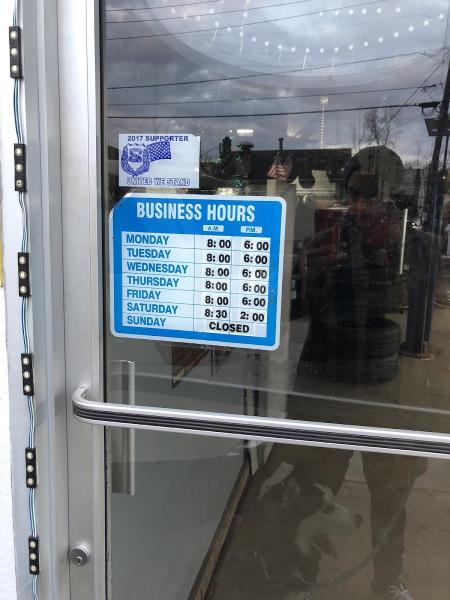 2017 SUPPORTER
UNITED WE STAND
BUSINESS HOURS
A.M. P.M.
MONDAY 8:00 6:00
TUESDAY 8:00 6:00
WEDNESDAY 8:00 6:00
THURSDAY 8:00 6:00
FRIDAY 8:00 6:00
SATURDAY 8:30 2:00
SUNDAY CLOSED